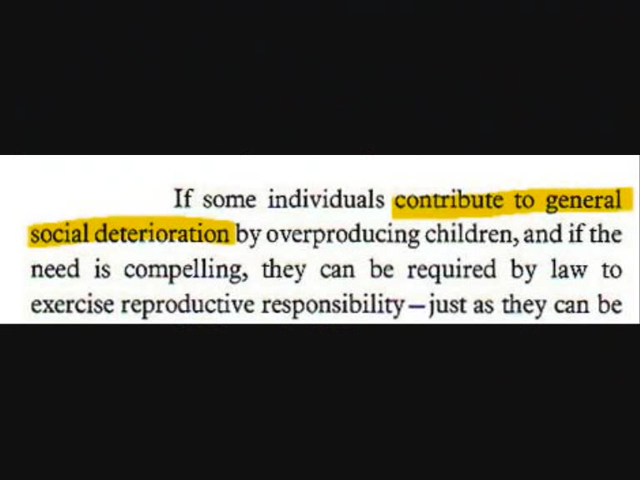 If some individuals contribute to general
social deterioration by overproducing children, and if the
need is compelling, they can be required by law to
exercise reproductive responsibility—just as they can be